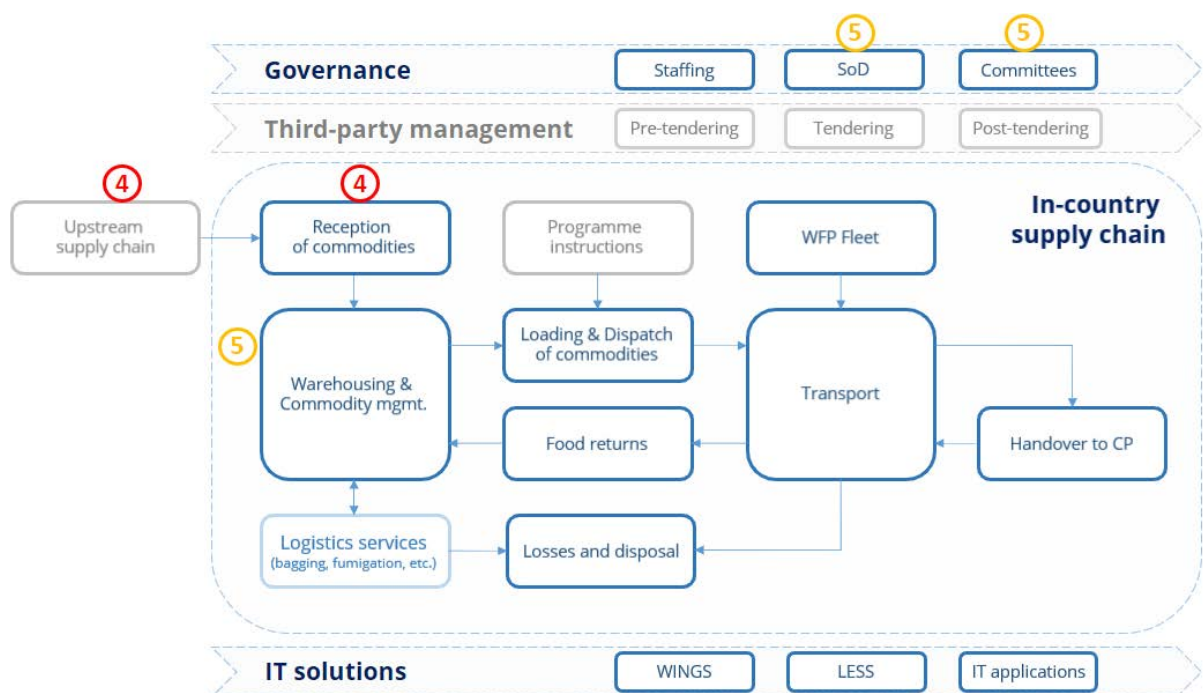 5 5
Governance Staffing SoD Committees
Third-party management Pre-tendering Tendering Post-tendering
4 4
In-country
supply chain
Upstream
supply chain
Reception
of commodities
Programme
instructions
WFP Fleet
5
Warehousing &
Commodity mgmt.
Loading & Dispatch
of commodities
Transport
Food returns
Handover to CP
Logistics services
(bagging, fumigation, etc.)
Losses and disposal
IT solutions WINGS LESS IT applications